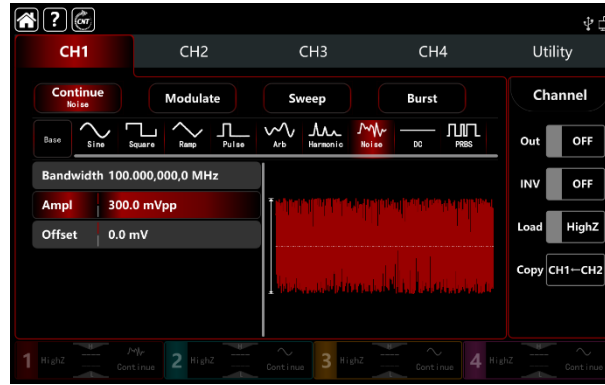 ? CNT
CH1 CH2 CH3 CH4 Utility
Continue Modulate Sweep Burst Channel
Noise
Base Sine Square Ramp Pulse Arb Harmonic Noise DC PRBS
Out OFF
Bandwidth 100.000,000,0 MHz
INV OFF
Ampl 300.0 mVpp
Offset 0.0 mV
Load HighZ
Copy CH1←CH2
1 HighZ Continue 2 HighZ Continue 3 HighZ Continue 4 HighZ Continue